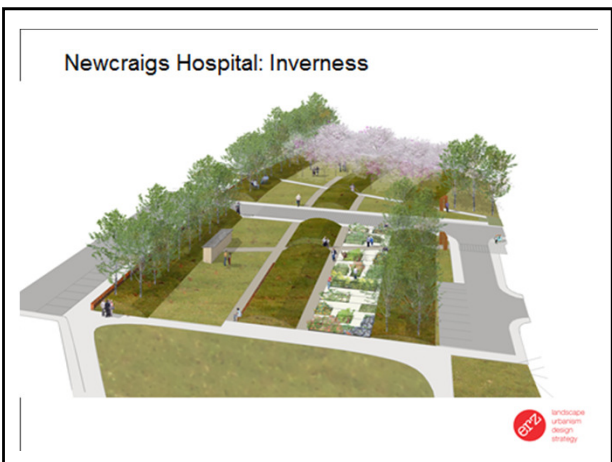 Newcraigs Hospital: Inverness
erz
landscape
urbanism
design
strategy